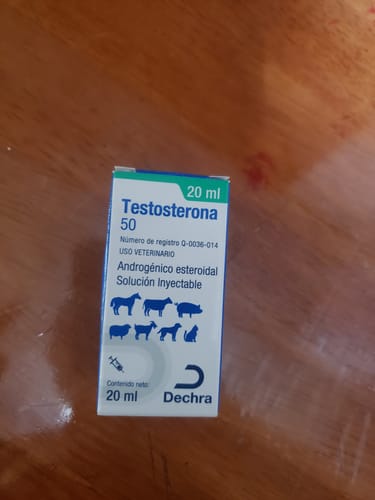 20 ml
Testosterona
50
Número de registro Q-0036-014
USO VETERINARIO
Androgénico esteroidal
Solución Inyectable
Contenido neto:
20 ml
Dechra